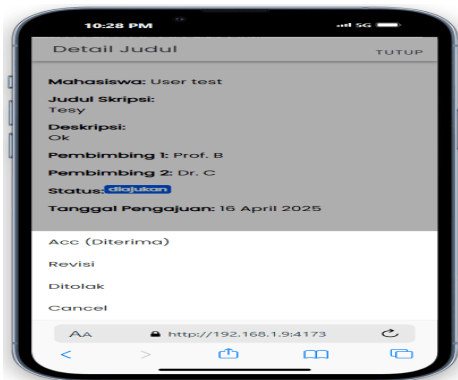 10:28 PM
5G
Detail Judul
TUTUP
Mahasiswa: User test
Judul Skripsi:
Tesy
Deskripsi:
Ok
Pembimbing 1: Prof. B
Pembimbing 2: Dr. C
Status: diajukan
Tanggal Pengajuan: 16 April 2025
Acc (Diterima)
Revisi
Ditolak
Cancel
AA http://192.168.1.9:4173